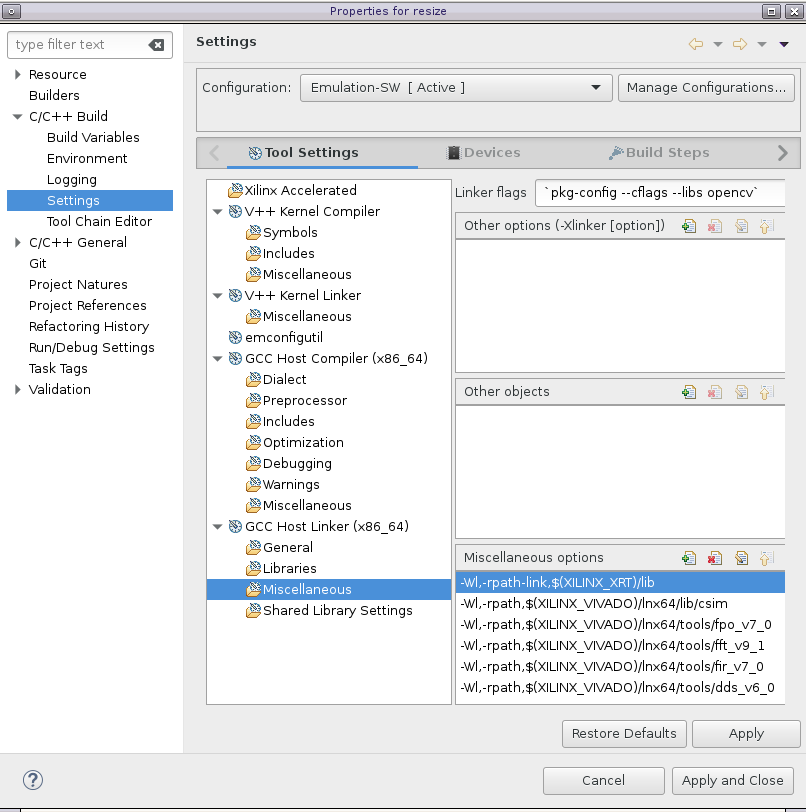 Properties for resize
type filter text
Resource
Builders
C/C++ Build
Build Variables
Environment
Logging
Settings
Tool Chain Editor
C/C++ General
Git
Project Natures
Project References
Refactoring History
Run/Debug Settings
Task Tags
Validation
Settings
Configuration: Emulation-SW [ Active ] Manage Configurations...
Tool Settings Devices Build Steps
Xilinx Accelerated
V++ Kernel Compiler
Symbols
Includes
Miscellaneous
V++ Kernel Linker
Miscellaneous
emconfigutil
GCC Host Compiler (x86_64)
Dialect
Preprocessor
Includes
Optimization
Debugging
Warnings
Miscellaneous
GCC Host Linker (x86_64)
General
Libraries
Miscellaneous
Shared Library Settings
Linker flags `pkg-config --cflags --libs opencv`
Other options (-Xlinker [option])
Other objects
Miscellaneous options
-Wl,-rpath-link,$(XILINX_XRT)/lib
-Wl,-rpath,$(XILINX_VIVADO)/lnx64/lib/csim
-Wl,-rpath,$(XILINX_VIVADO)/lnx64/tools/fpo_v7_0
-Wl,-rpath,$(XILINX_VIVADO)/lnx64/tools/fft_v9_1
-Wl,-rpath,$(XILINX_VIVADO)/lnx64/tools/fir_v7_0
-Wl,-rpath,$(XILINX_VIVADO)/lnx64/tools/dds_v6_0
Restore Defaults Apply
? Cancel Apply and Close